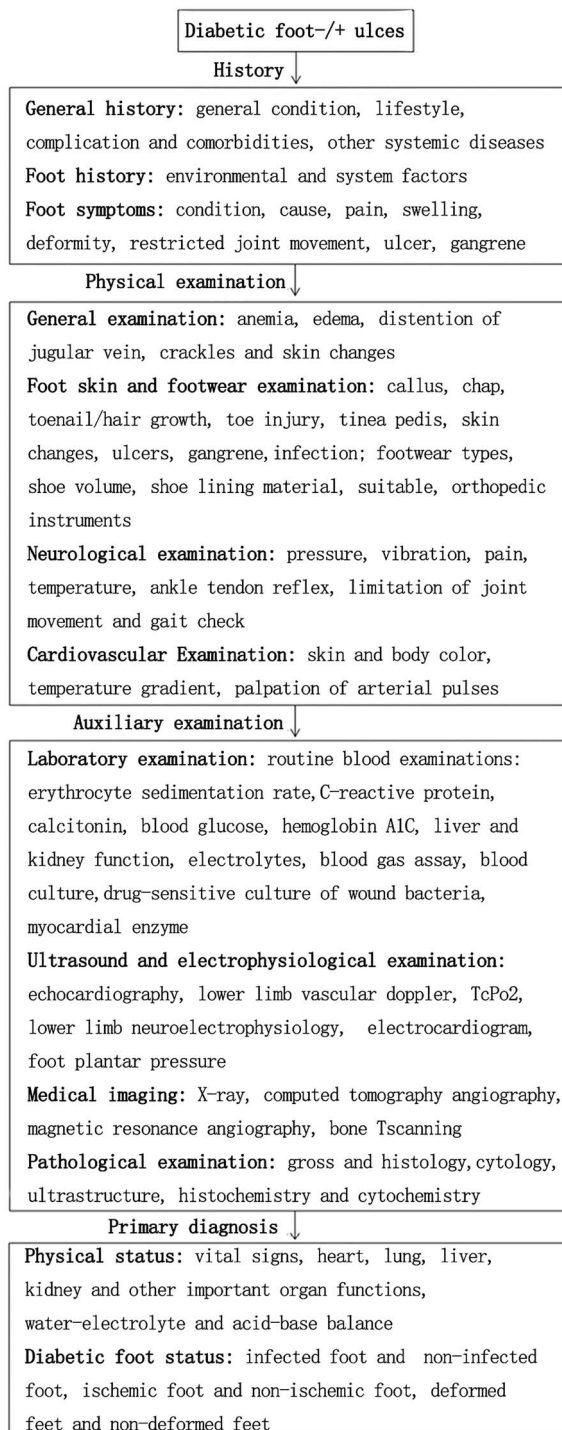 Diabetic foot-/+ ulces
History
General history: general condition, lifestyle,
complication and comorbidities, other systemic diseases
Foot history: environmental and system factors
Foot symptoms: condition, cause, pain, swelling,
deformity, restricted joint movement, ulcer, gangrene
Physical examination
General examination: anemia, edema, distention of
jugular vein, crackles and skin changes
Foot skin and footwear examination: callus, chap,
toenail/hair growth, toe injury, tinea pedis, skin
changes, ulcers, gangrene, infection; footwear types,
shoe volume, shoe lining material, suitable, orthopedic
instruments
Neurological examination: pressure, vibration, pain,
temperature, ankle tendon reflex, limitation of joint
movement and gait check
Cardiovascular Examination: skin and body color,
temperature gradient, palpation of arterial pulses
Auxiliary examination
Laboratory examination: routine blood examinations:
erythrocyte sedimentation rate, C-reactive protein,
calcitonin, blood glucose, hemoglobin A1C, liver and
kidney function, electrolytes, blood gas assay, blood
culture, drug-sensitive culture of wound bacteria,
myocardial enzyme
Ultrasound and electrophysiological examination:
echocardiography, lower limb vascular doppler, TcPo2,
lower limb neuroelectrophysiology, electrocardiogram,
foot plantar pressure
Medical imaging: X-ray, computed tomography angiography,
magnetic resonance angiography, bone Tscanning
Pathological examination: gross and histology, cytology,
ultrastructure, histochemistry and cytochemistry
Primary diagnosis
Physical status: vital signs, heart, lung, liver,
kidney and other important organ functions,
water-electrolyte and acid-base balance
Diabetic foot status: infected foot and non-infected
foot, ischemic foot and non-ischemic foot, deformed
feet and non-deformed feet